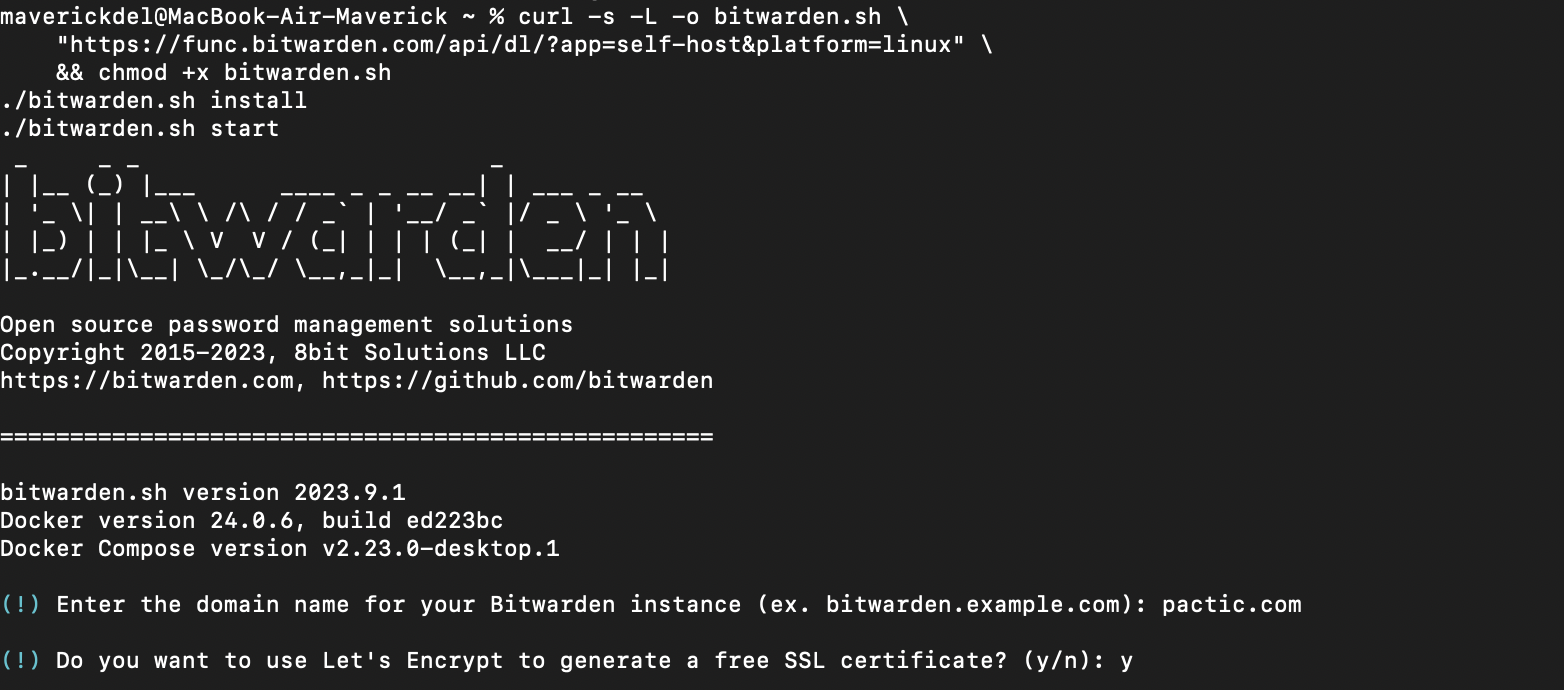 maverickdel@MacBook-Air-Maverick ~ % curl -s -L -o bitwarden.sh \
    "https://func.bitwarden.com/api/dl/?app=self-host&platform=linux" \
    && chmod +x bitwarden.sh
./bitwarden.sh install
./bitwarden.sh start
 _     _ _                         _
| |__ (_) |___      ____ _ _ __ __| | ___ _ __
| '_ \| | __\ \ /\ / / _` | '__/ _` |/ _ \ '_ \
| |_) | | |_ \ V  V / (_| | | | (_| |  __/ | | |
|_.__/|_|\__| \_/\_/ \__,_|_|  \__,_|\___|_| |_|
Open source password management solutions
Copyright 2015-2023, 8bit Solutions LLC
https://bitwarden.com, https://github.com/bitwarden
===================================================
bitwarden.sh version 2023.9.1
Docker version 24.0.6, build ed223bc
Docker Compose version v2.23.0-desktop.1
(!) Enter the domain name for your Bitwarden instance (ex. bitwarden.example.com): pactic.com
(!) Do you want to use Let's Encrypt to generate a free SSL certificate? (y/n): y